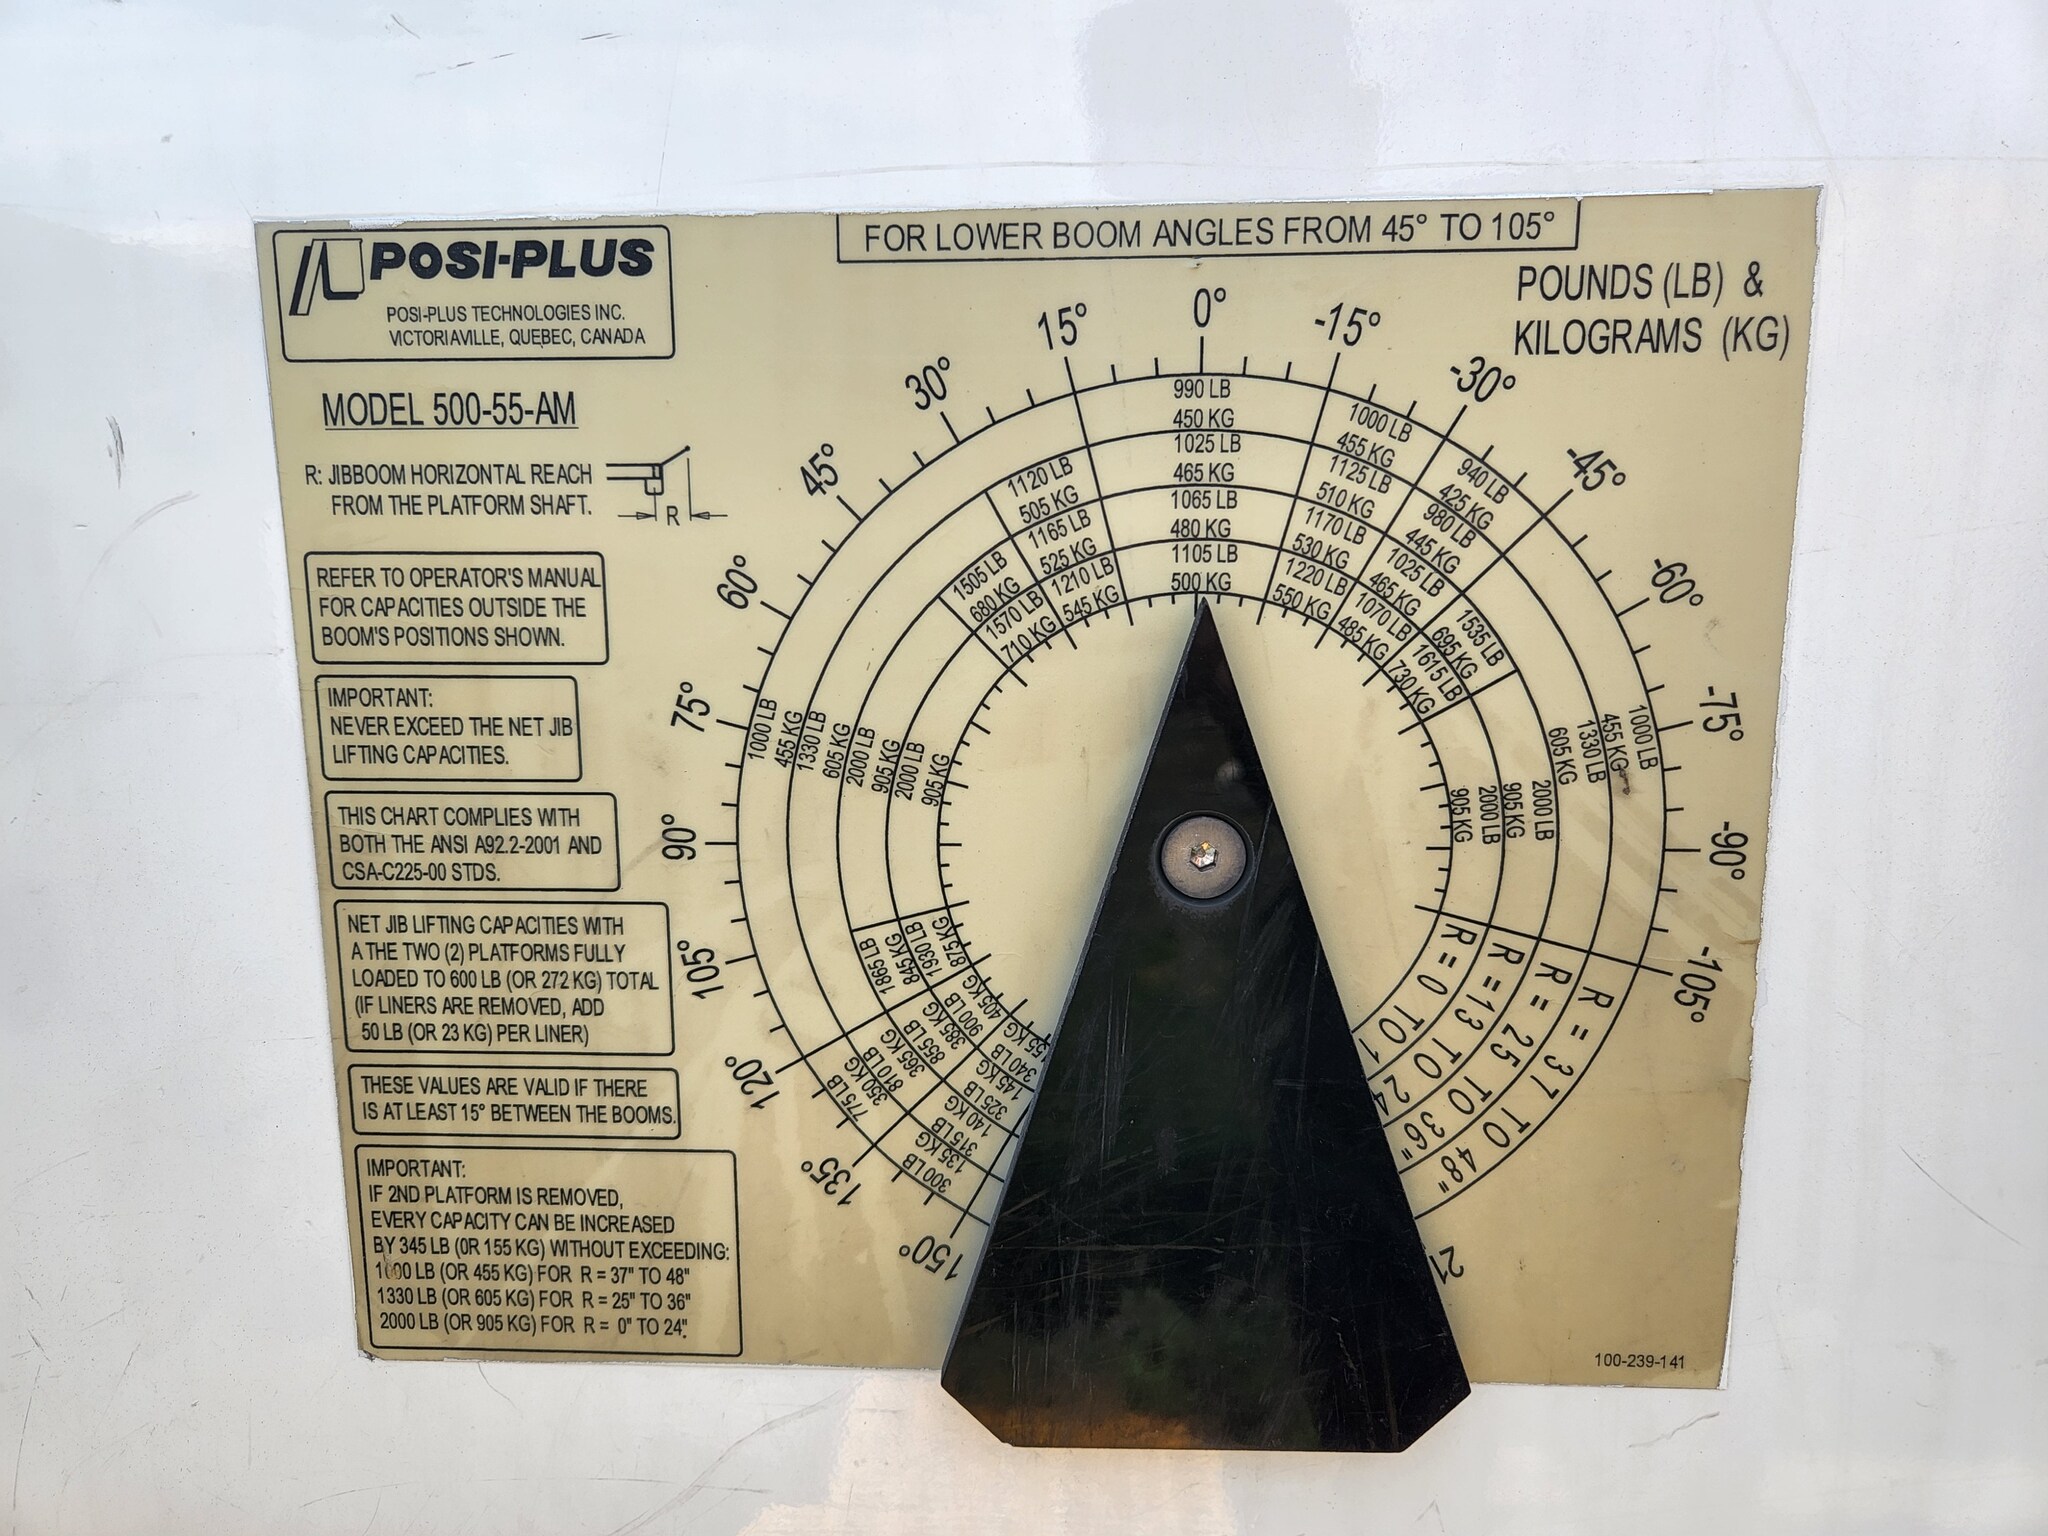 FOR LOWER BOOM ANGLES FROM 45° TO 105°
POSI-PLUS
POSI-PLUS TECHNOLOGIES INC.
VICTORIAVILLE, QUEBEC, CANADA
POUNDS (LB) &
KILOGRAMS (KG)
MODEL 500-55-AM
R: JIBBOOM HORIZONTAL REACH
FROM THE PLATFORM SHAFT.
R
REFER TO OPERATOR'S MANUAL
FOR CAPACITIES OUTSIDE THE
BOOM'S POSITIONS SHOWN.
IMPORTANT:
NEVER EXCEED THE NET JIB
LIFTING CAPACITIES.
THIS CHART COMPLIES WITH
BOTH THE ANSI A92.2-2001 AND
CSA-C225-00 STDS.
NET JIB LIFTING CAPACITIES WITH
A THE TWO (2) PLATFORMS FULLY
LOADED TO 600 LB (OR 272 KG) TOTAL
(IF LINERS ARE REMOVED, ADD
50 LB (OR 23 KG) PER LINER)
THESE VALUES ARE VALID IF THERE
IS AT LEAST 15° BETWEEN THE BOOMS.
IMPORTANT:
IF 2ND PLATFORM IS REMOVED,
EVERY CAPACITY CAN BE INCREASED
BY 345 LB (0R 155 KG) WITHOUT EXCEEDING:
1000 LB (OR 455 KG) FOR R = 37" TO 48"
1330 LB (OR 605 KG) FOR R = 25" TO 36"
2000 LB (OR 905 KG) FOR R = 0" TO 24"
150°
135°
120°
105°
90°
75°
60°
45°
30°
15°
0°
-15°
-30°
-45°
-60°
-75°
-90°
-105°
21
300 LB
135 KG
315 LB
140 KG
325 LB
145 KG
340 LB
155 KG
775 LB
350 KG
810 LB
365 KG
855 LB
385 KG
900 LB
405 KG
1865 LB
845 KG
1930 LB
875 KG
1000 LB
455 KG
1330 LB
605 KG
2000 LB
905 KG
2000 LB
905 KG
1505 LB
680 KG
1570 LB
710 KG
1120 LB
505 KG
1165 LB
525 KG
1210 LB
545 KG
990 LB
450 KG
1025 LB
465 KG
1065 LB
480 KG
1105 LB
500 KG
1000 LB
455 KG
1125 LB
510 KG
1170 LB
530 KG
1220 LB
550 KG
940 LB
425 KG
980 LB
445 KG
1025 LB
465 KG
1070 LB
485 KG
1535 LB
695 KG
1615 LB
730 KG
1000 LB
455 KG
1330 LB
605 KG
2000 LB
905 KG
2000 LB
905 KG
R = 0 TO 1
R = 13 TO 24
R = 25 TO 36"
R = 37 TO 48"
100-239-141